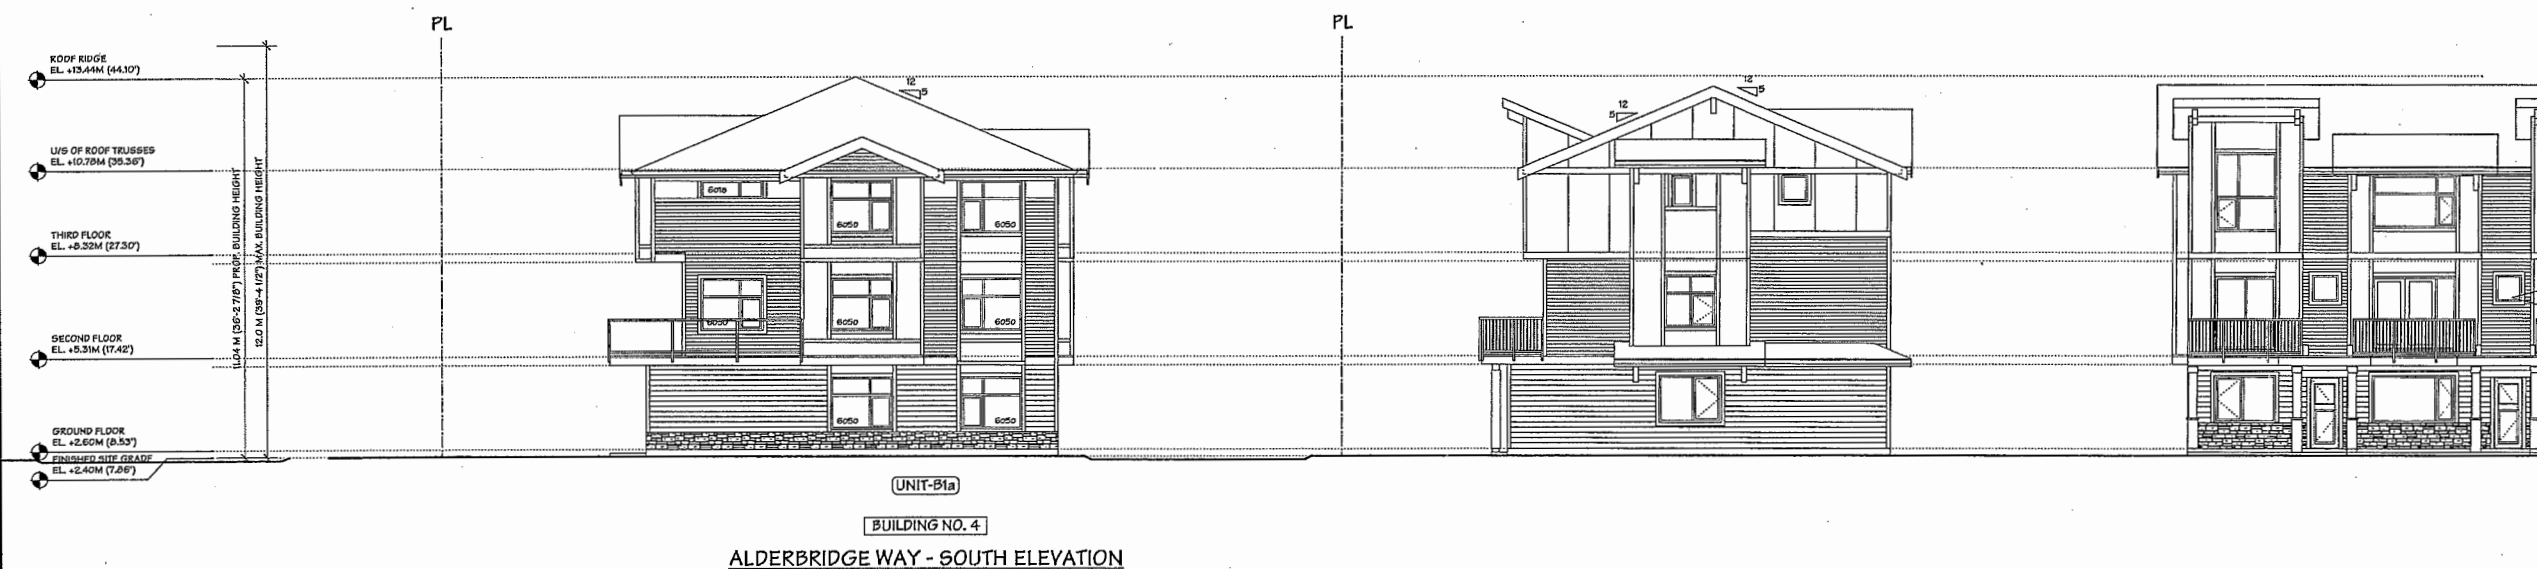 PL
PL
ROOF RIDGE
EL. +13.44M (44.10')
U/S OF ROOF TRUSSES
EL. +10.78M (35.36')
THIRD FLOOR
EL. +8.32M (27.30')
SECOND FLOOR
EL. +5.31M (17.42')
GROUND FLOOR
EL. +2.60M (8.53')
FINISHED SITE GRADE
EL. +2.40M (7.86')
11.04 M (36'-2 7/8") PROP. BUILDING HEIGHT
12.0 M (39'-4 1/2") MAX. BUILDING HEIGHT
12
5
12
5
12
5
6018
6050
6050
6050
6050
6050
6050
6050
UNIT-B1a
BUILDING NO. 4
ALDERBRIDGE WAY - SOUTH ELEVATION